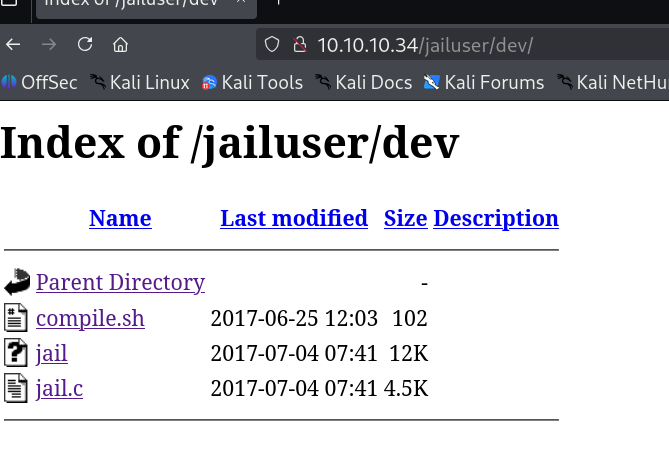 jailuser/dev
10.10.10.34/jailuser/dev/
OffSec Kali Linux Kali Tools Kali Docs Kali Forums Kali NetHu
Index of /jailuser/dev
Name Last modified Size Description
Parent Directory -
compile.sh 2017-06-25 12:03 102
jail 2017-07-04 07:41 12K
jail.c 2017-07-04 07:41 4.5K